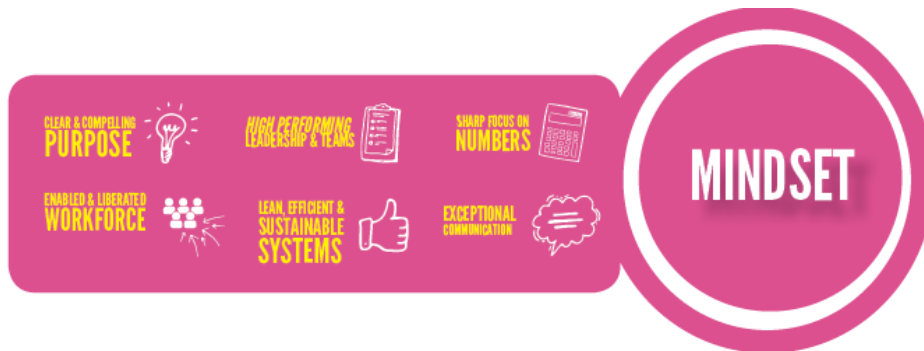 CLEAR & COMPELLING
PURPOSE
HIGH PERFORMING
LEADERSHIP & TEAMS
SHARP FOCUS ON
NUMBERS
ENABLED & LIBERATED
WORKFORCE
LEAN, EFFICIENT &
SUSTAINABLE
SYSTEMS
EXCEPTIONAL
COMMUNICATION
MINDSET